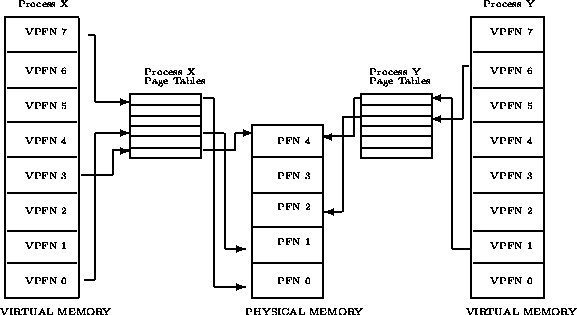 Process X
Process Y
VPFN 7
VPFN 6
VPFN 5
VPFN 4
VPFN 3
VPFN 2
VPFN 1
VPFN 0
VIRTUAL MEMORY
Process X
Page Tables
PFN 4
PFN 3
PFN 2
PFN 1
PFN 0
PHYSICAL MEMORY
Process Y
Page Tables
VPFN 7
VPFN 6
VPFN 5
VPFN 4
VPFN 3
VPFN 2
VPFN 1
VPFN 0
VIRTUAL MEMORY